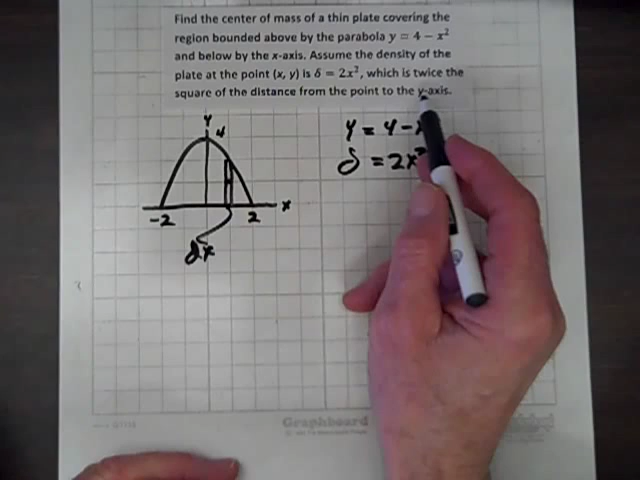 Find the center of mass of a thin plate covering the
region bounded above by the parabola y = 4 − x²
and below by the x-axis. Assume the density of the
plate at the point (x, y) is δ = 2x², which is twice the
square of the distance from the point to the y-axis.
y
4
y = 4 -
δ = 2x²
-2 2 x
dx
Graphboard